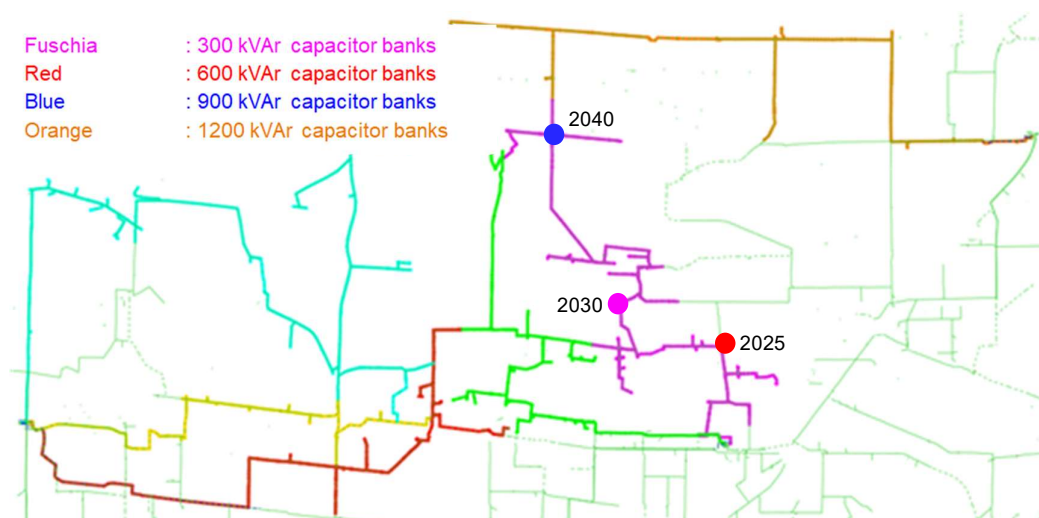 Fuschia : 300 kVAr capacitor banks
Red : 600 kVAr capacitor banks
Blue : 900 kVAr capacitor banks
Orange : 1200 kVAr capacitor banks
2040
2030
2025